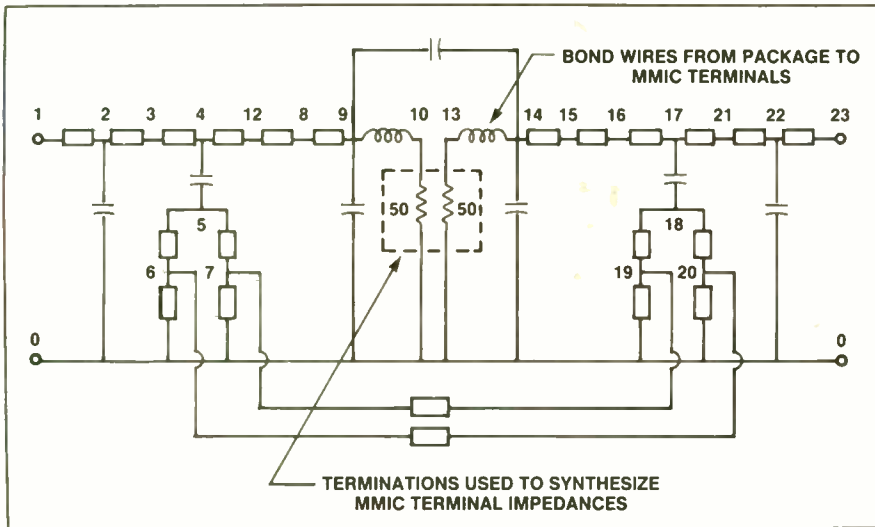 BOND WIRES FROM PACKAGE TO
MMIC TERMINALS
1 2 3 4 12 8 9 10 13 14 15 16 17 21 22 23
50 50
5 18
6 7 19 20
0 0
TERMINATIONS USED TO SYNTHESIZE
MMIC TERMINAL IMPEDANCES